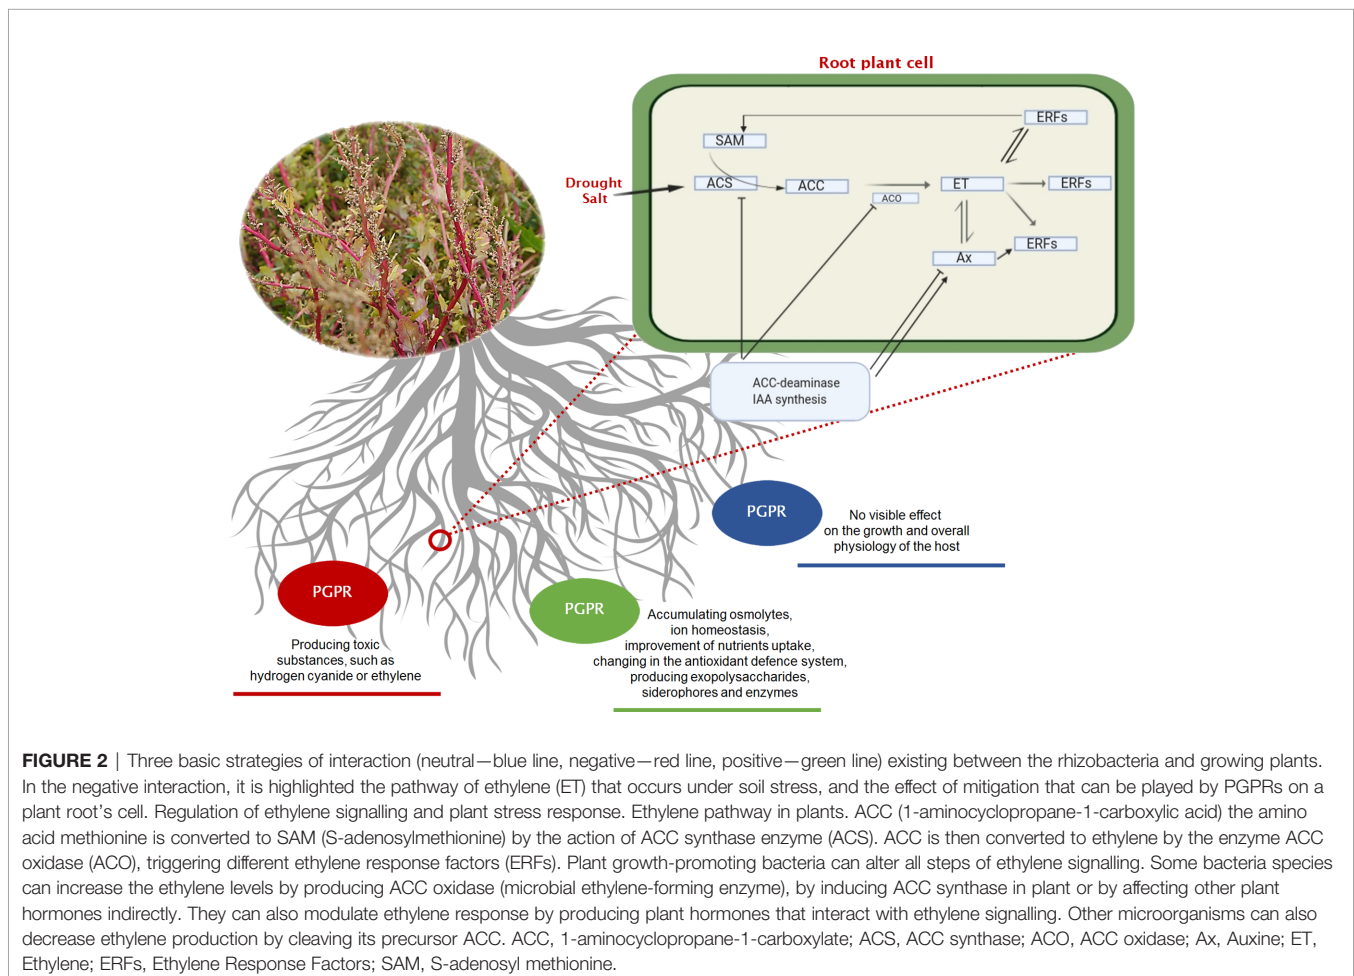 Root plant cell
ERFs
SAM
Drought
Salt
ACS
ACC
ACO
ET
ERFs
ERFs
Ax
ACC-deaminase
IAA synthesis
PGPR
No visible effect
on the growth and overall
physiology of the host
PGPR
Producing toxic
substances, such as
hydrogen cyanide or ethylene
PGPR
Accumulating osmolytes,
ion homeostasis,
improvement of nutrients uptake,
changing in the antioxidant defence system,
producing exopolysaccharides,
siderophores and enzymes
FIGURE 2 | Three basic strategies of interaction (neutral—blue line, negative—red line, positive—green line) existing between the rhizobacteria and growing plants.
In the negative interaction, it is highlighted the pathway of ethylene (ET) that occurs under soil stress, and the effect of mitigation that can be played by PGPRs on a
plant root's cell. Regulation of ethylene signalling and plant stress response. Ethylene pathway in plants. ACC (1-aminocyclopropane-1-carboxylic acid) the amino
acid methionine is converted to SAM (S-adenosylmethionine) by the action of ACC synthase enzyme (ACS). ACC is then converted to ethylene by the enzyme ACC
oxidase (ACO), triggering different ethylene response factors (ERFs). Plant growth-promoting bacteria can alter all steps of ethylene signalling. Some bacteria species
can increase the ethylene levels by producing ACC oxidase (microbial ethylene-forming enzyme), by inducing ACC synthase in plant or by affecting other plant
hormones indirectly. They can also modulate ethylene response by producing plant hormones that interact with ethylene signalling. Other microorganisms can also
decrease ethylene production by cleaving its precursor ACC. ACC, 1-aminocyclopropane-1-carboxylate; ACS, ACC synthase; ACO, ACC oxidase; Ax, Auxine; ET,
Ethylene; ERFs, Ethylene Response Factors; SAM, S-adenosyl methionine.